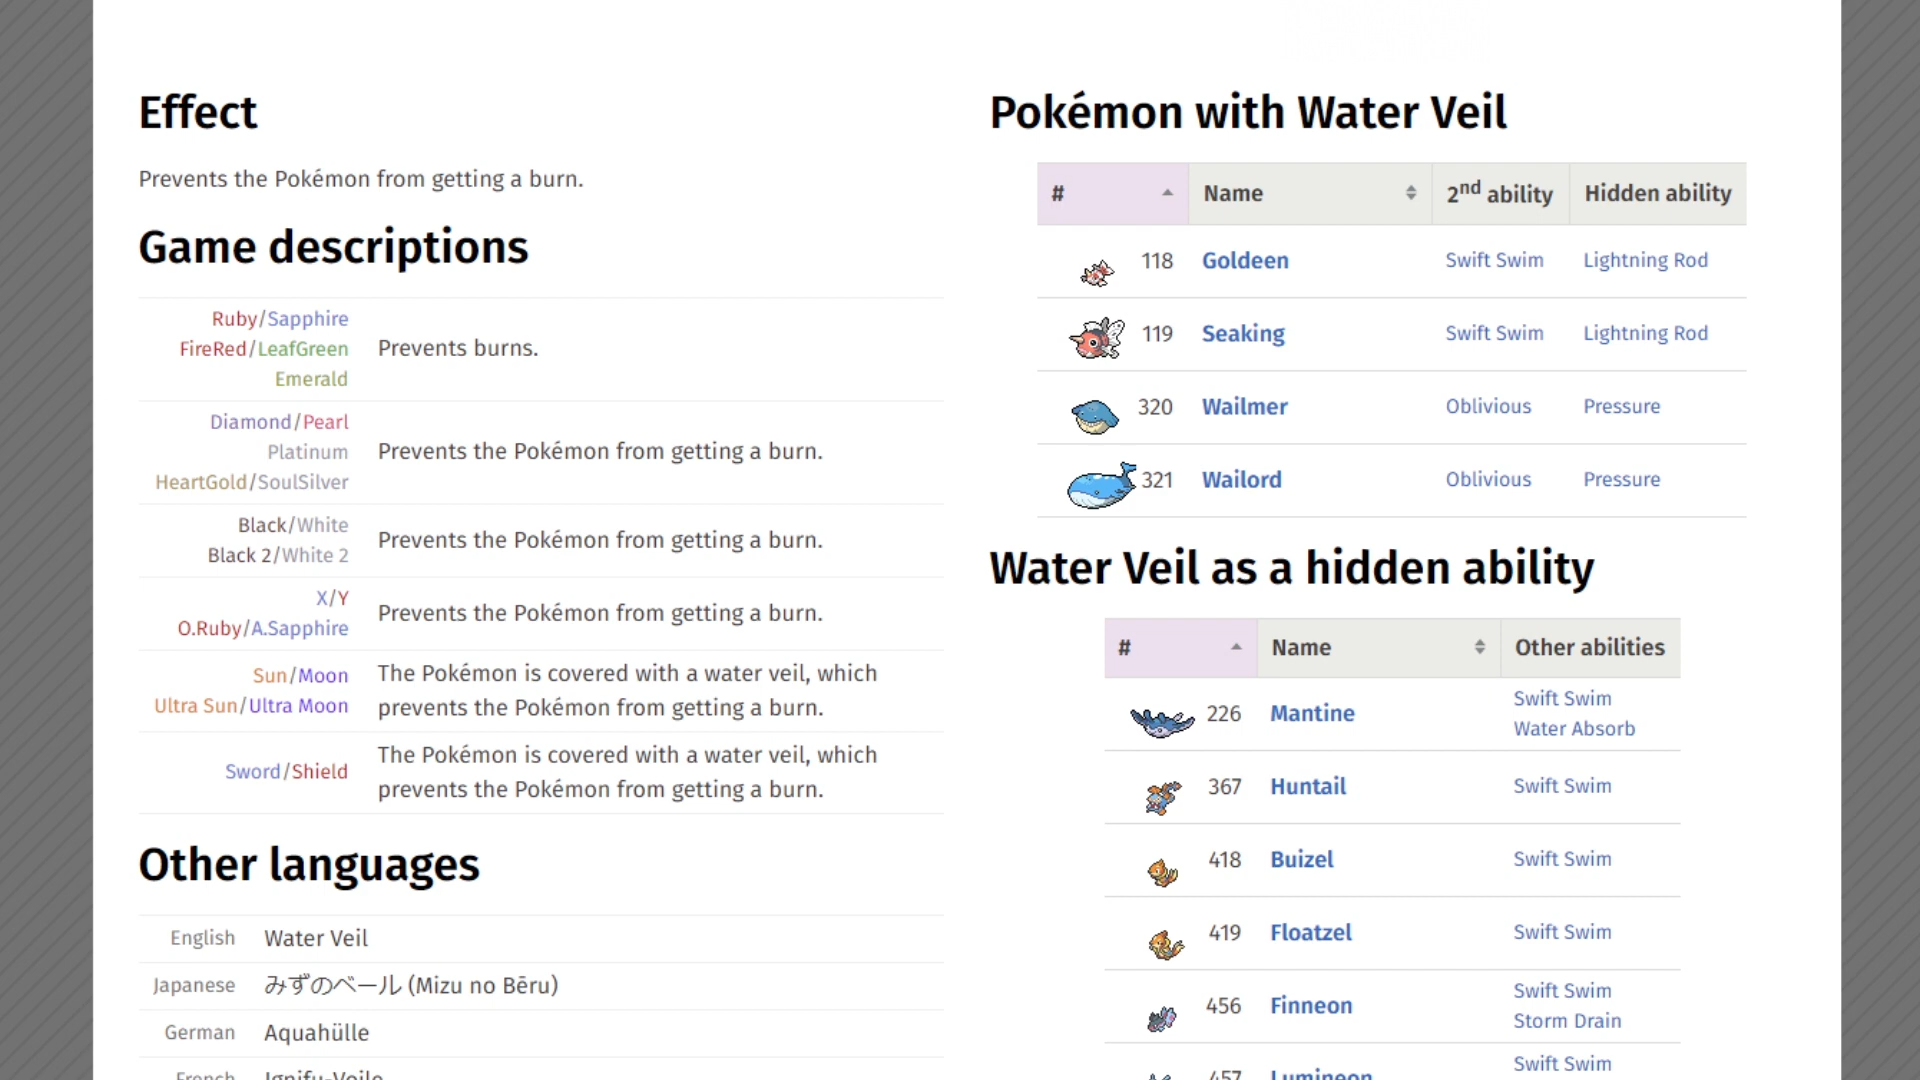 Effect
Prevents the Pokémon from getting a burn.
Game descriptions
Ruby/Sapphire
FireRed/LeafGreen
Emerald
Prevents burns.
Diamond/Pearl
Platinum
HeartGold/SoulSilver
Prevents the Pokémon from getting a burn.
Black/White
Black 2/White 2
Prevents the Pokémon from getting a burn.
X/Y
O.Ruby/A.Sapphire
Prevents the Pokémon from getting a burn.
Sun/Moon
Ultra Sun/Ultra Moon
The Pokémon is covered with a water veil, which
prevents the Pokémon from getting a burn.
Sword/Shield
The Pokémon is covered with a water veil, which
prevents the Pokémon from getting a burn.
Other languages
English Water Veil
Japanese みずのベール (Mizu no Bēru)
German Aquahülle
French Ignifu-Voile
Pokémon with Water Veil
# Name 2nd ability Hidden ability
118 Goldeen Swift Swim Lightning Rod
119 Seaking Swift Swim Lightning Rod
320 Wailmer Oblivious Pressure
321 Wailord Oblivious Pressure
Water Veil as a hidden ability
# Name Other abilities
226 Mantine Swift Swim
Water Absorb
367 Huntail Swift Swim
418 Buizel Swift Swim
419 Floatzel Swift Swim
456 Finneon Swift Swim
Storm Drain
457 Lumineon Swift Swim